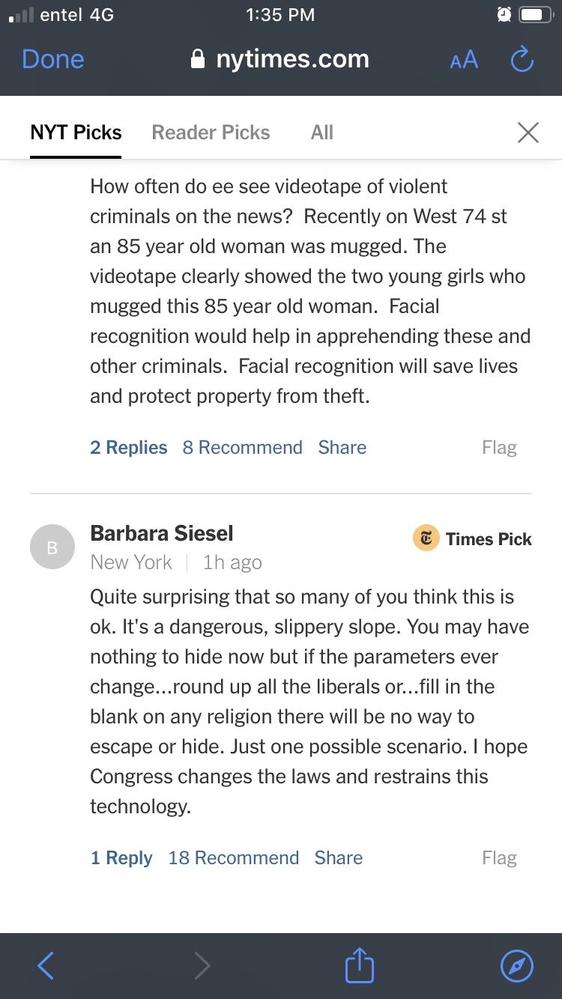 entel 4G 1:35 PM
Done nytimes.com AA
NYT Picks Reader Picks All
How often do ee see videotape of violent
criminals on the news?  Recently on West 74 st
an 85 year old woman was mugged. The
videotape clearly showed the two young girls who
mugged this 85 year old woman.  Facial
recognition would help in apprehending these and
other criminals.  Facial recognition will save lives
and protect property from theft.
2 Replies 8 Recommend Share Flag
B
Barbara Siesel
T Times Pick
New York | 1h ago
Quite surprising that so many of you think this is
ok. It's a dangerous, slippery slope. You may have
nothing to hide now but if the parameters ever
change...round up all the liberals or...fill in the
blank on any religion there will be no way to
escape or hide. Just one possible scenario. I hope
Congress changes the laws and restrains this
technology.
1 Reply 18 Recommend Share Flag